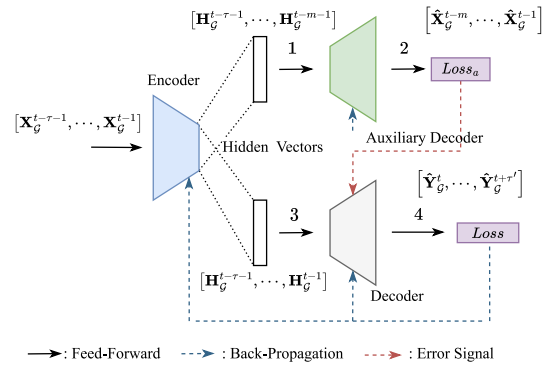 [H_𝒢^{t-τ-1}, ⋯, H_𝒢^{t-m-1}]
[X̂_𝒢^{t-m}, ⋯, X̂_𝒢^{t-1}]
1
2
Encoder
Loss_a
[X_𝒢^{t-τ-1}, ⋯, X_𝒢^{t-1}]
Auxiliary Decoder
Hidden Vectors
[Ŷ_𝒢^{t}, ⋯, Ŷ_𝒢^{t+τ'}]
3
4
Loss
[H_𝒢^{t-τ-1}, ⋯, H_𝒢^{t-1}]
Decoder
: Feed-Forward
: Back-Propagation
: Error Signal